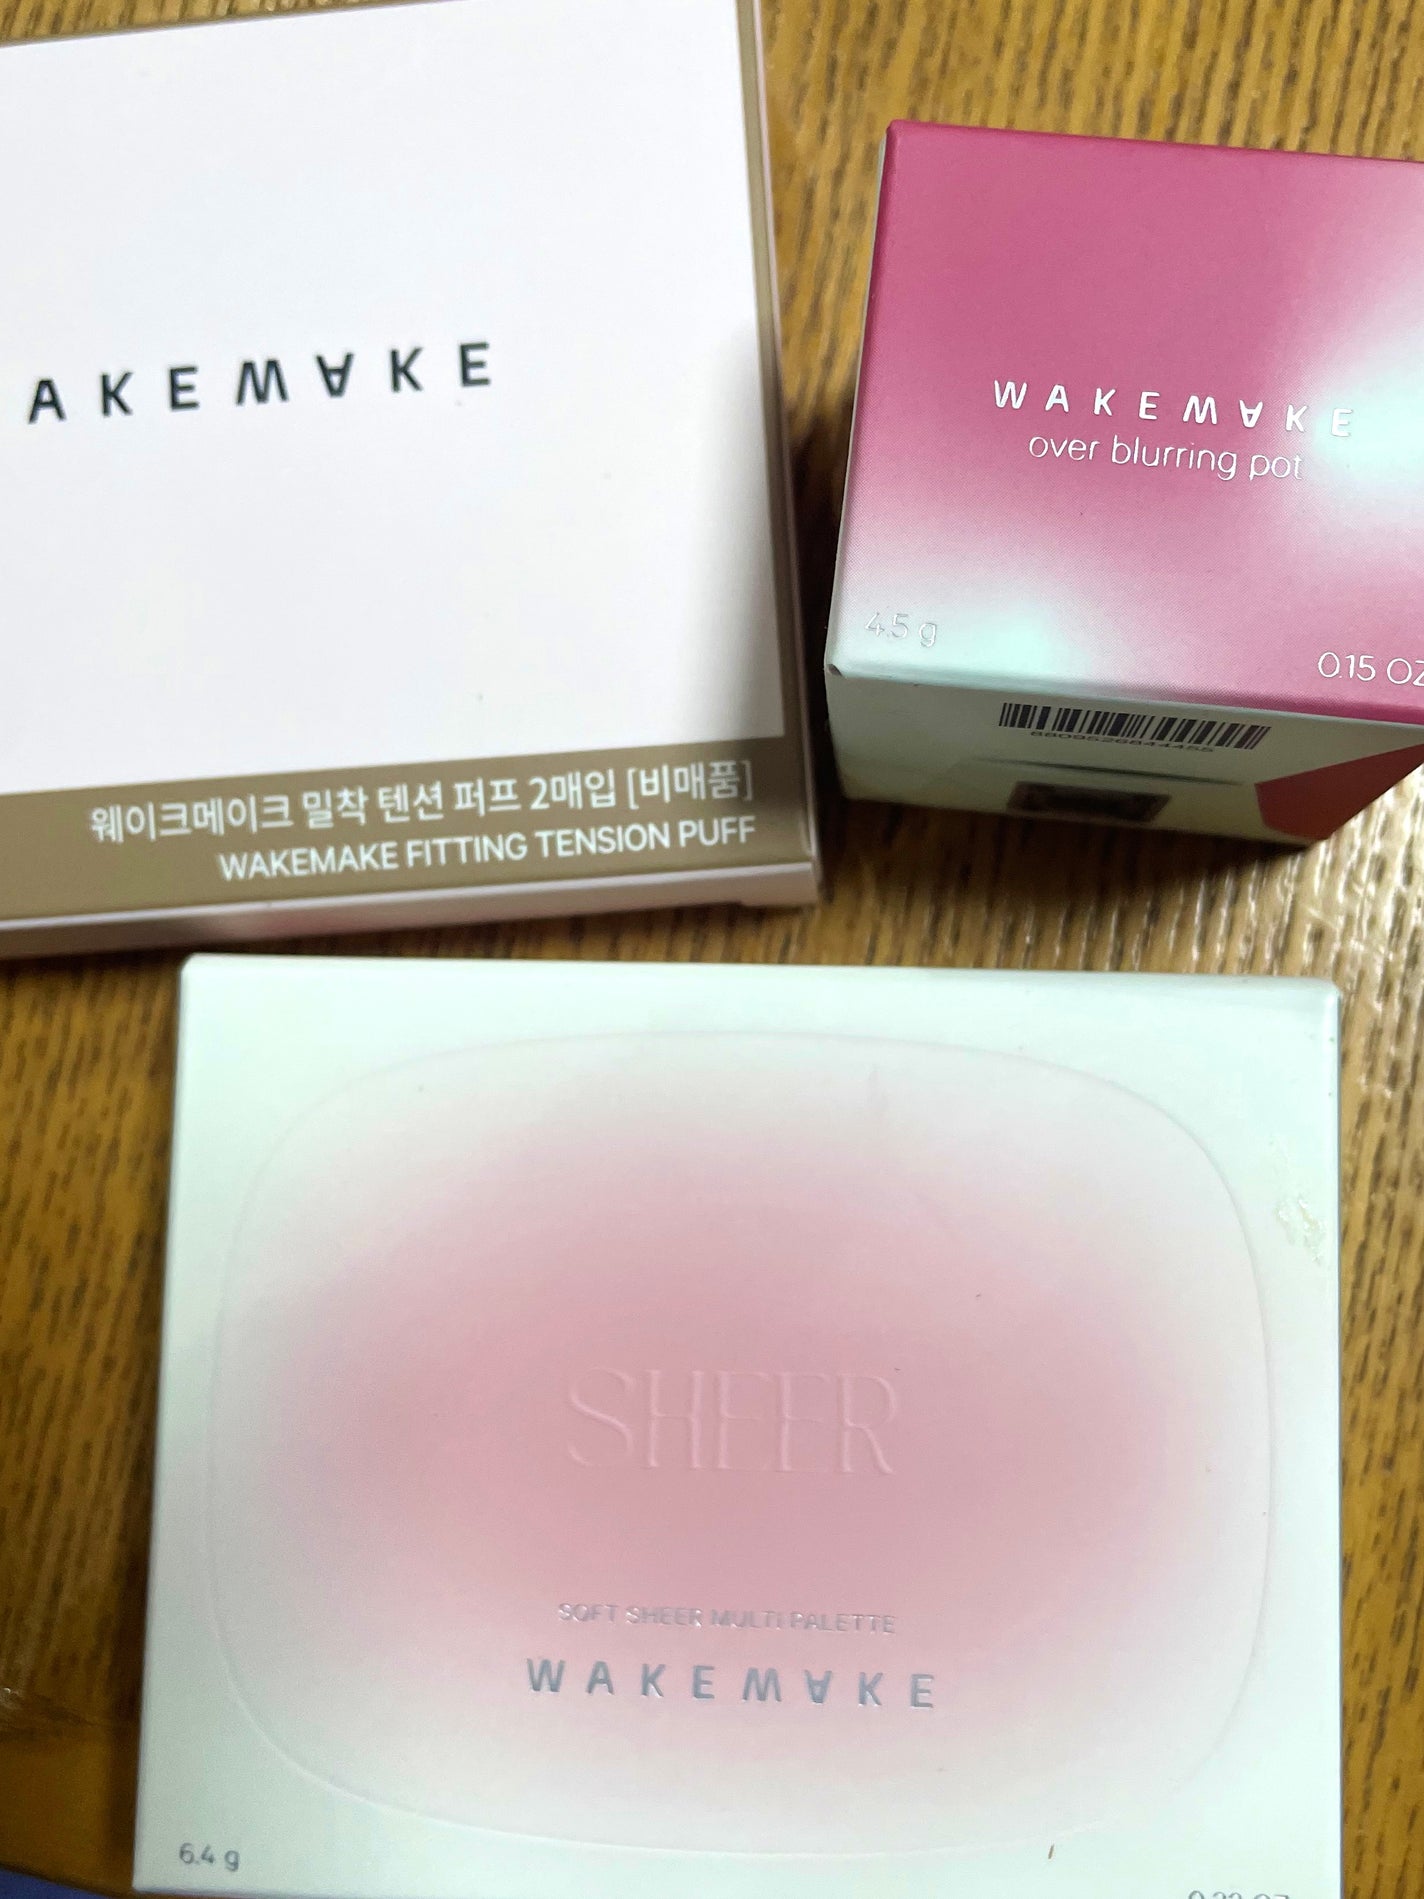 AKEMAKE
웨이크메이크 밀착 텐션 퍼프 2매입 [비매품]
WAKEMAKE FITTING TENSION PUFF
WAKEMAKE
over blurring pot
4.5 g
0.15 OZ
8809526844455
SHEER
SOFT SHEER MULTI PALETTE
WAKEMAKE
6.4 g